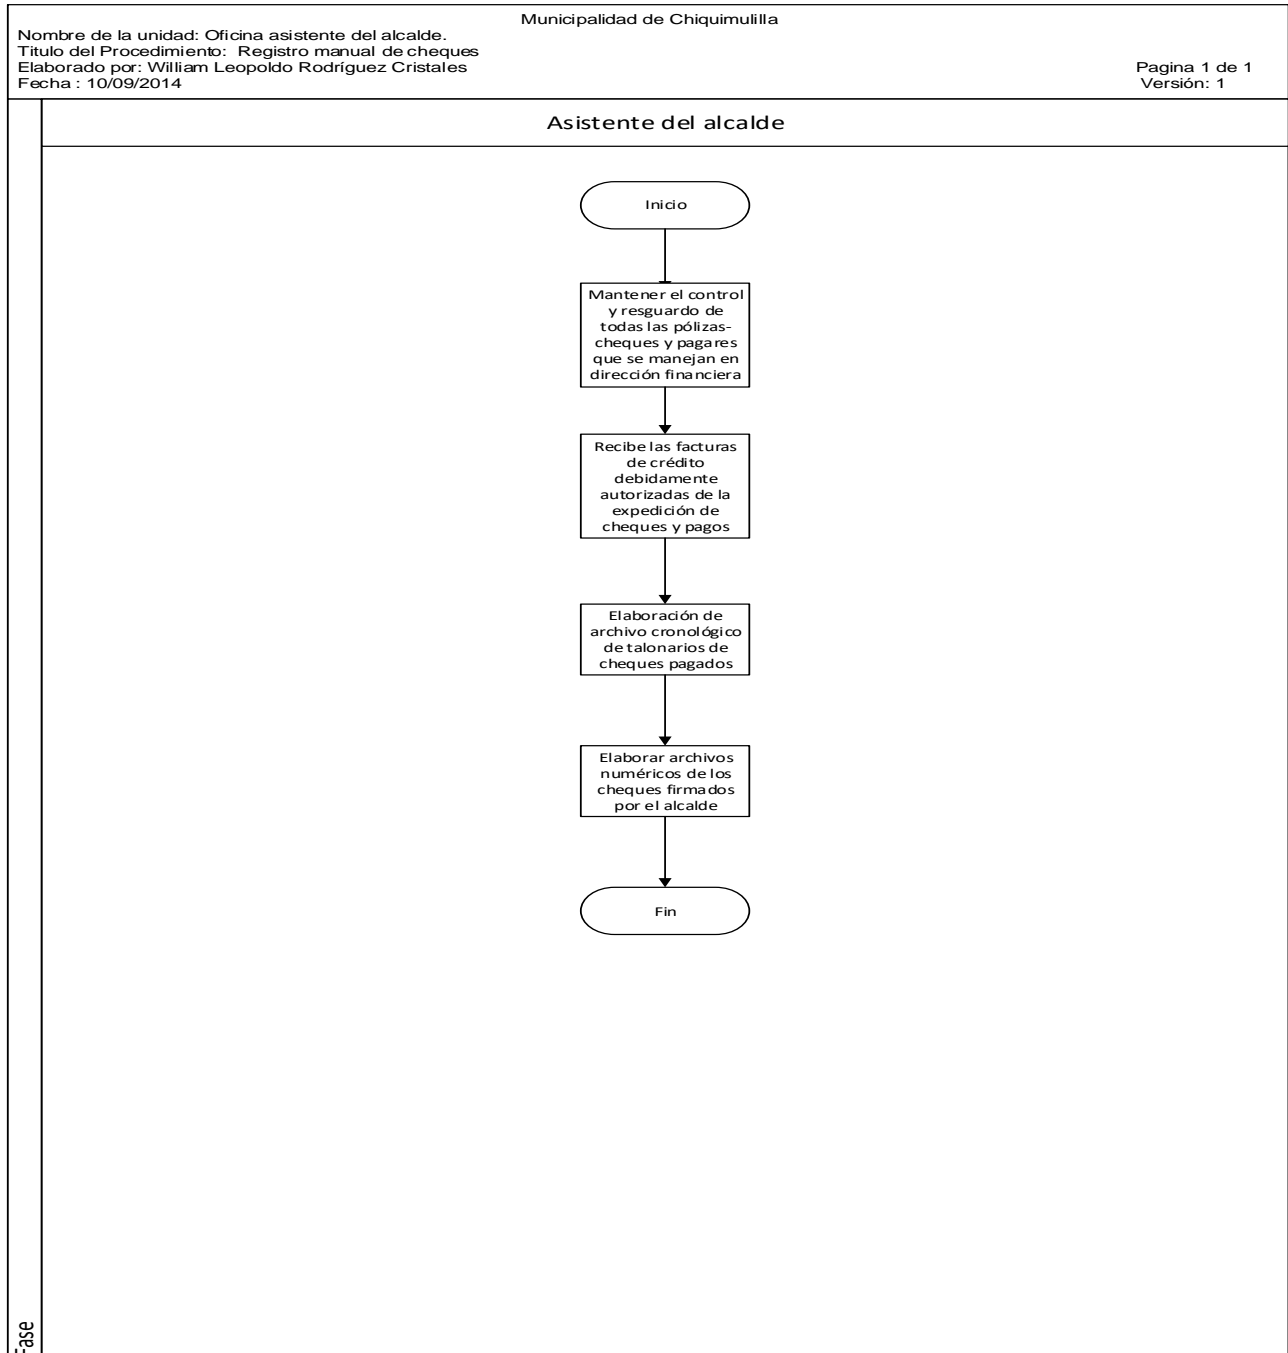 Municipalidad de Chiquimulilla
Nombre de la unidad: Oficina asistente del alcalde.
Titulo del Procedimiento: Registro manual de cheques
Elaborado por: William Leopoldo Rodríguez Cristales
Pagina 1 de 1
Fecha : 10/09/2014
Versión: 1
Asistente del alcalde
Inicio
Mantener el control
y resguardo de
todas las pólizas-
cheques y pagares
que se manejan en
dirección financiera
Recibe las facturas
de crédito
debidamente
autorizadas de la
expedición de
cheques y pagos
Elaboración de
archivo cronológico
de talonarios de
cheques pagados
Elaborar archivos
numéricos de los
cheques firmados
por el alcalde
Fin
Fase